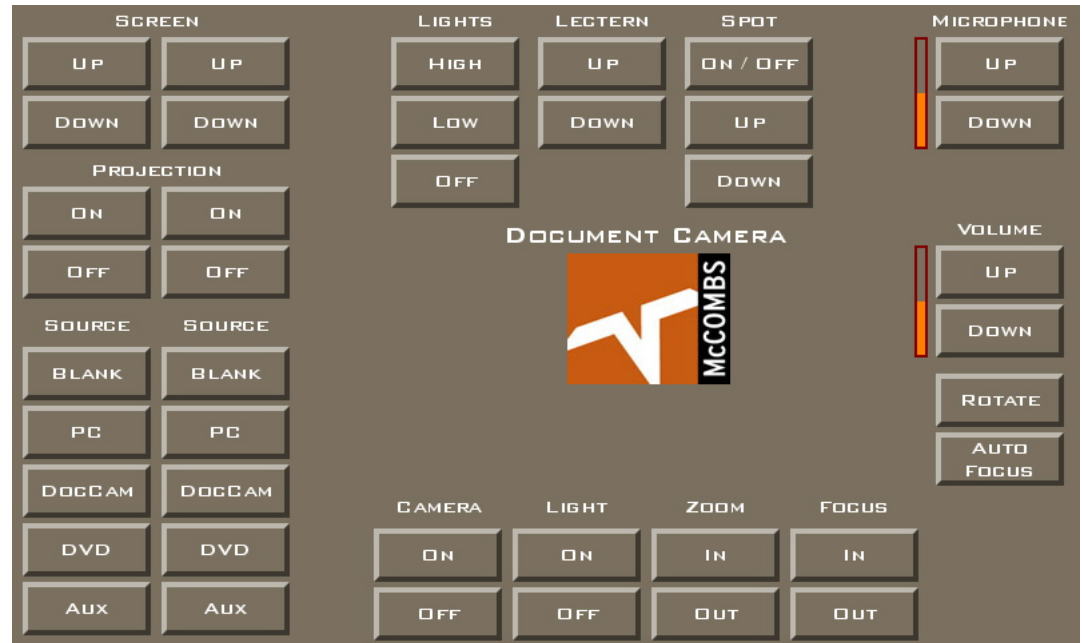 SCREEN
UP UP
DOWN DOWN
PROJECTION
ON ON
OFF OFF
SOURCE SOURCE
BLANK BLANK
PC PC
DOCCAM DOCCAM
DVD DVD
AUX AUX
LIGHTS LECTERN SPOT
HIGH UP ON / OFF
LOW DOWN UP
OFF DOWN
DOCUMENT CAMERA
McCOMBS
CAMERA LIGHT ZOOM FOCUS
ON ON IN IN
OFF OFF OUT OUT
MICROPHONE
UP
DOWN
VOLUME
UP
DOWN
ROTATE
AUTO
FOCUS